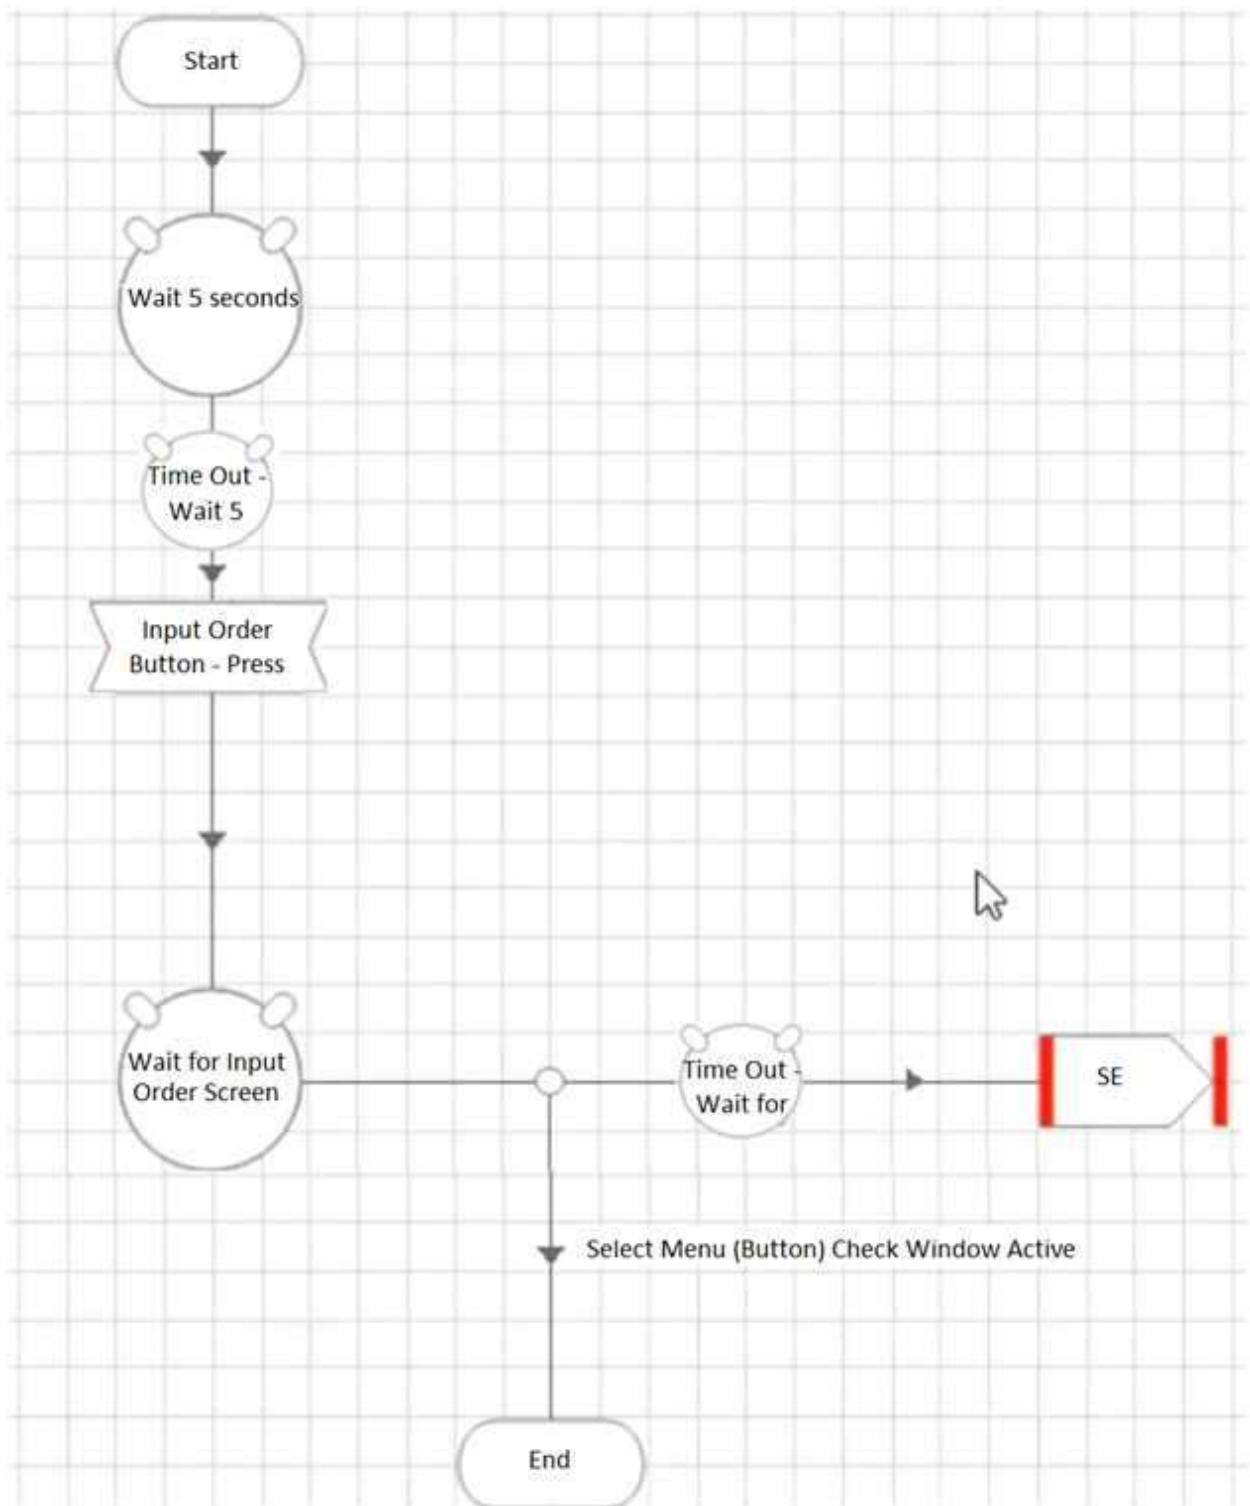 Start
Wait 5 seconds
Time Out -
Wait 5
Input Order
Button - Press
Wait for Input
Order Screen
Time Out -
Wait for
SE
Select Menu (Button) Check Window Active
End